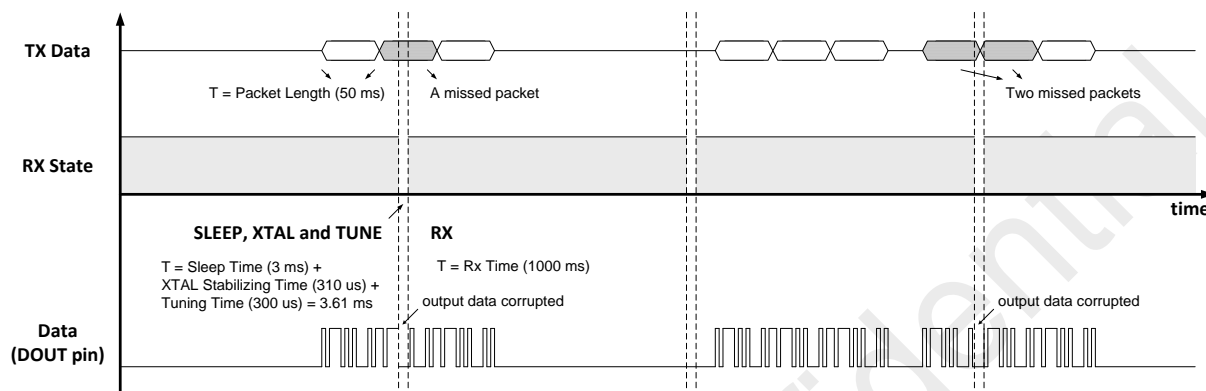 TX Data
T = Packet Length (50 ms)
A missed packet
Two missed packets
RX State
time
SLEEP, XTAL and TUNE
RX
T = Sleep Time (3 ms) +
XTAL Stabilizing Time (310 us) +
Tuning Time (300 us) = 3.61 ms
T = Rx Time (1000 ms)
output data corrupted
output data corrupted
Data
(DOUT pin)
fidential